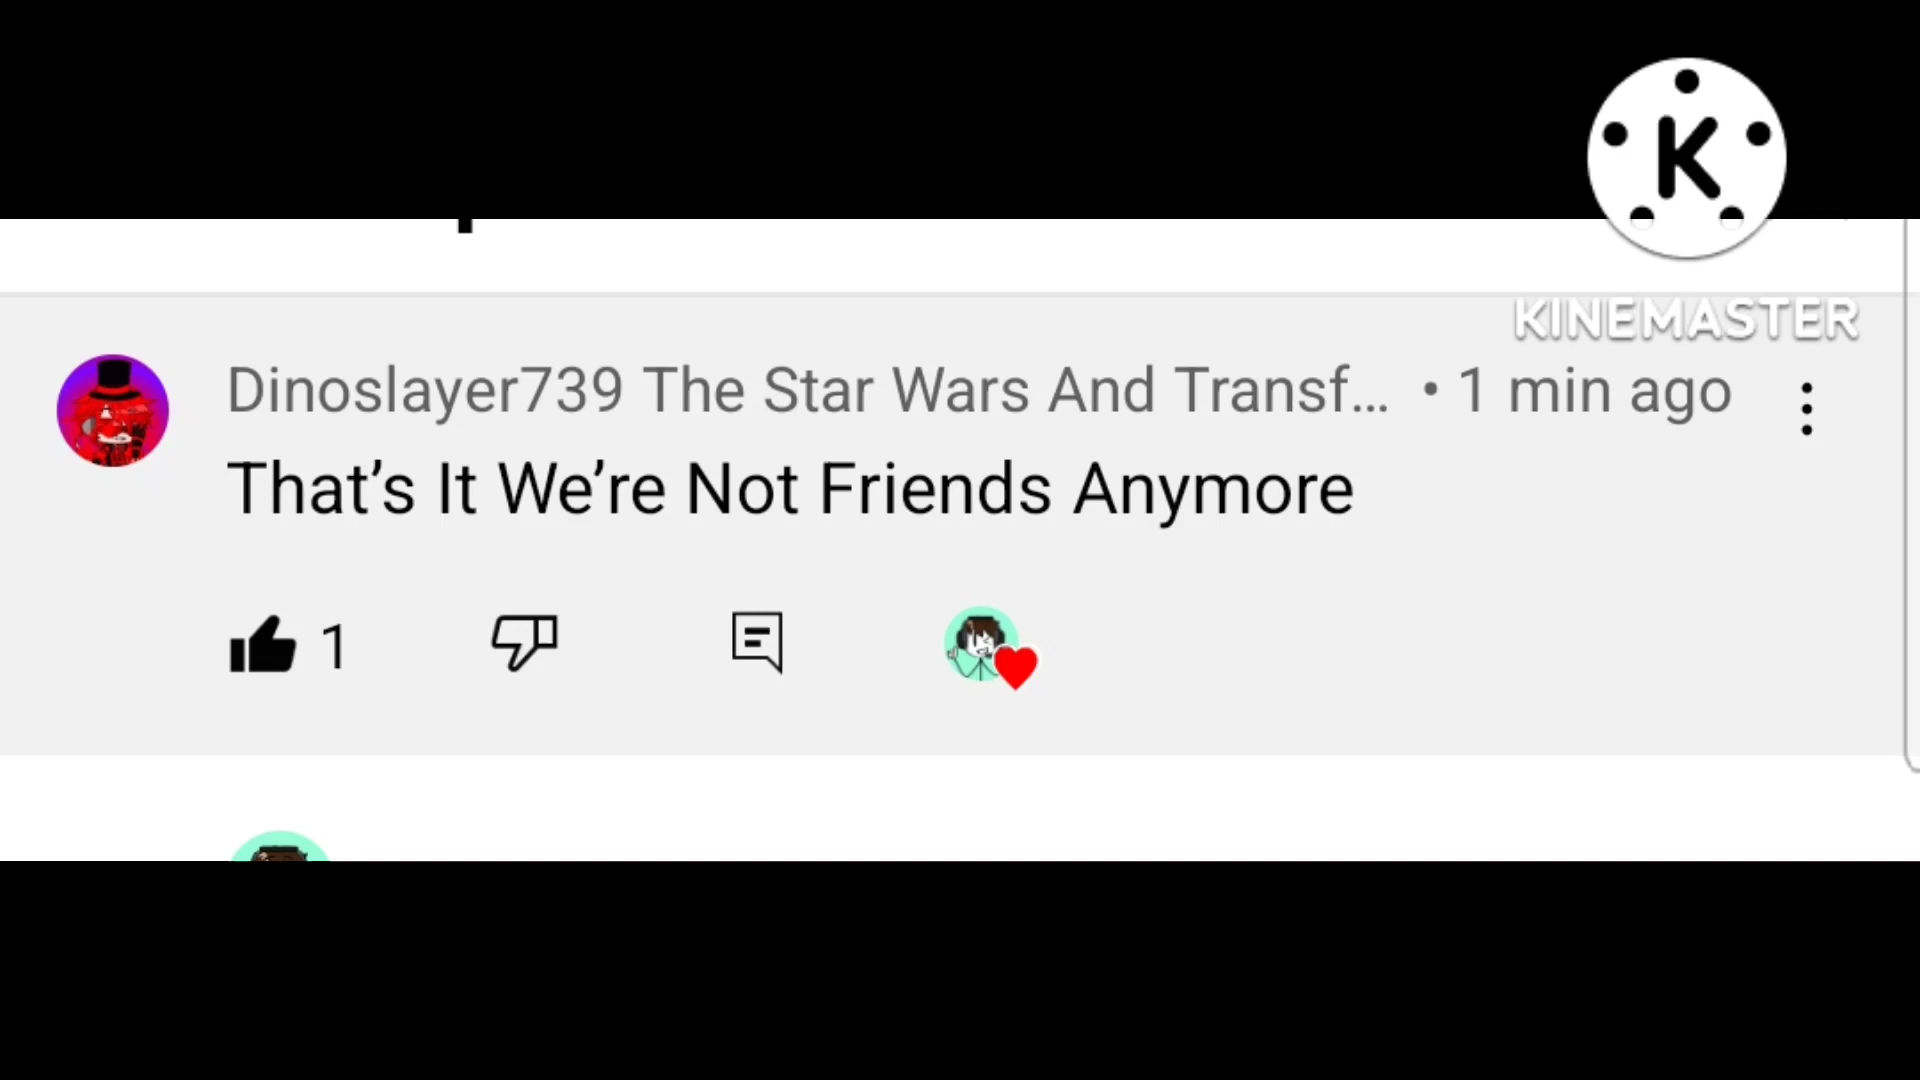 K
KINEMASTER
Dinoslayer739 The Star Wars And Transf... • 1 min ago
That’s It We’re Not Friends Anymore
1